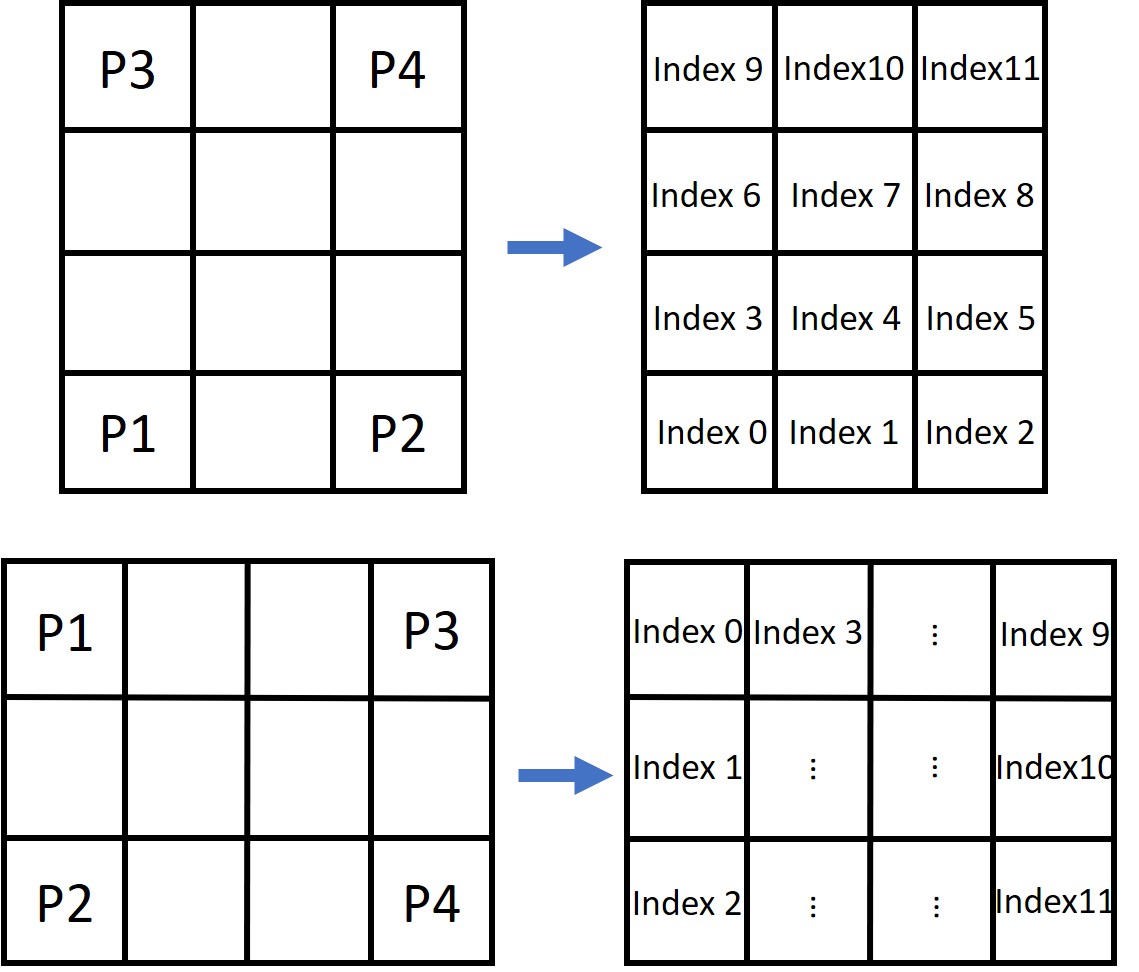 P3 P4
P1 P2
Index 9 Index10 Index11
Index 6 Index 7 Index 8
Index 3 Index 4 Index 5
Index 0 Index 1 Index 2
P1 P3
P2 P4
Index 0 Index 3 ⋮ Index 9
Index 1 ⋮ ⋮ Index10
Index 2 ⋮ ⋮ Index11